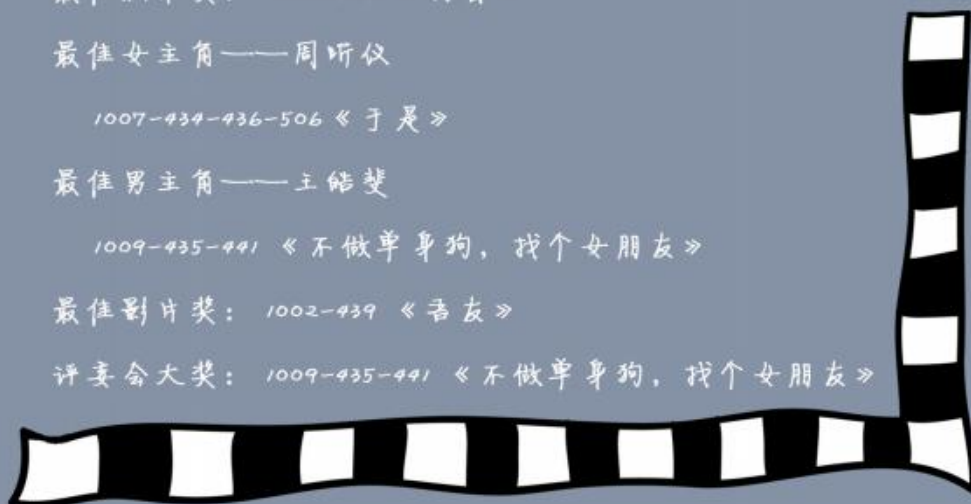 最佳女主角——周昕仪
1007-434-436-506《于是》
最佳男主角——王皓斐
1009-435-441《不做单身狗，找个女朋友》
最佳影片奖： 1002-439《吾友》
评委会大奖： 1009-435-441《不做单身狗，找个女朋友》